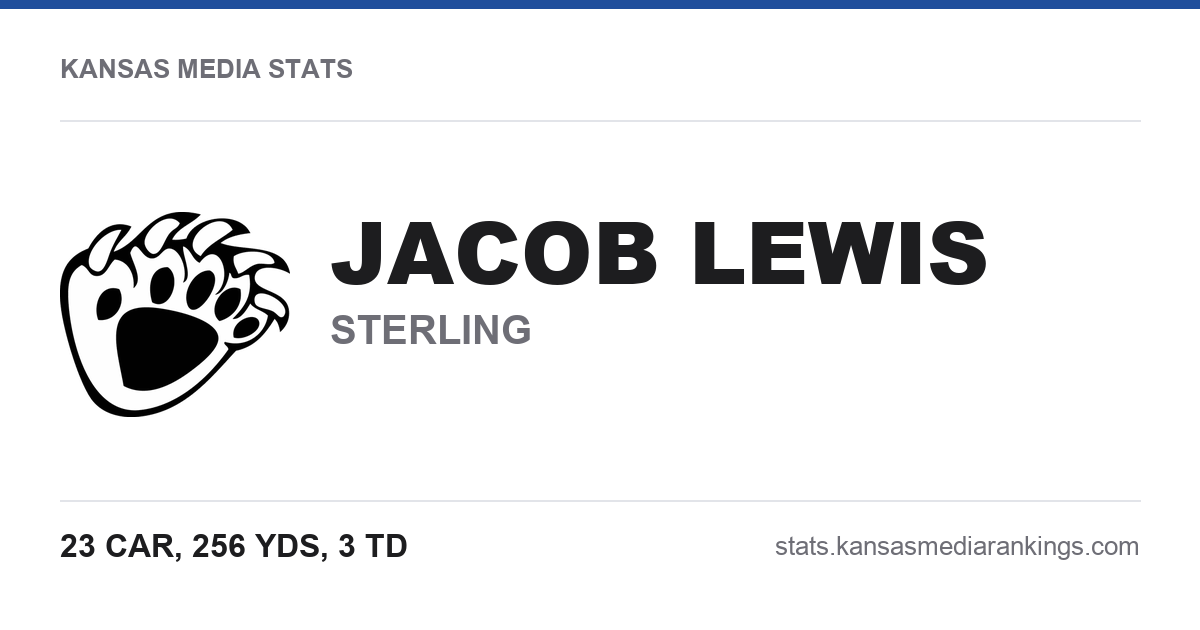 KANSAS MEDIA STATS
JACOB LEWIS
STERLING
23 CAR, 256 YDS, 3 TD
stats.kansasmediarankings.com